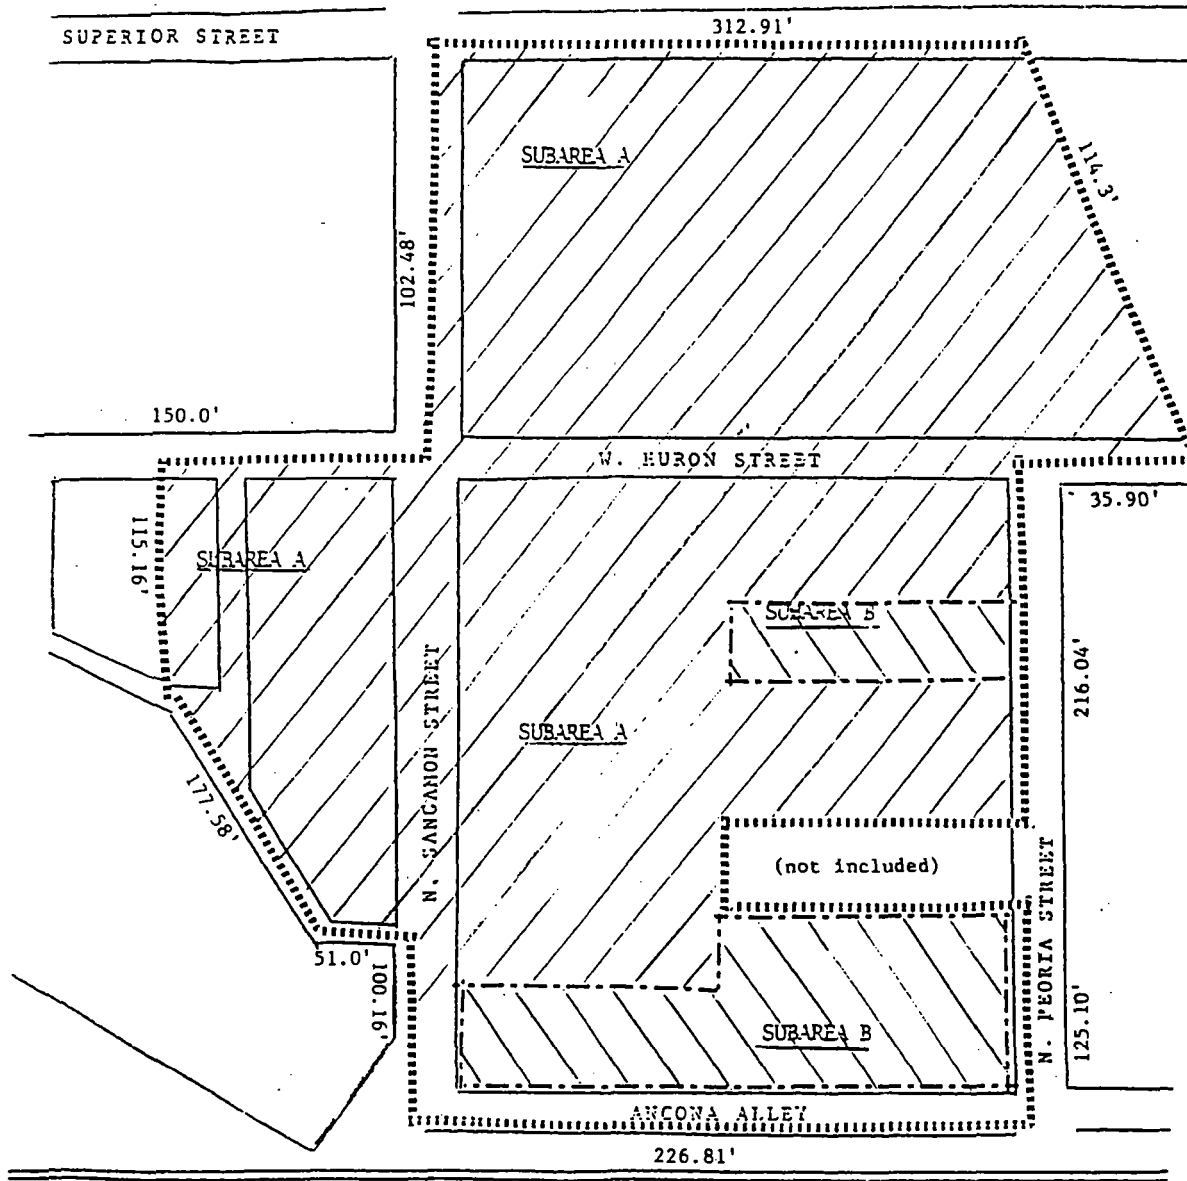 312.91'
SUPERIOR STREET
SUBAREA A
114.3'
102.48'
150.0'
W. HURON STREET
35.90'
115.16'
SUBAREA A
SUBAREA B
216.04'
N. SANGAMON STREET
SUBAREA A
177.58'
(not included)
N. PEORIA STREET
51.0'
100.16'
SUBAREA B
125.10'
ANCONA ALLEY
226.81'